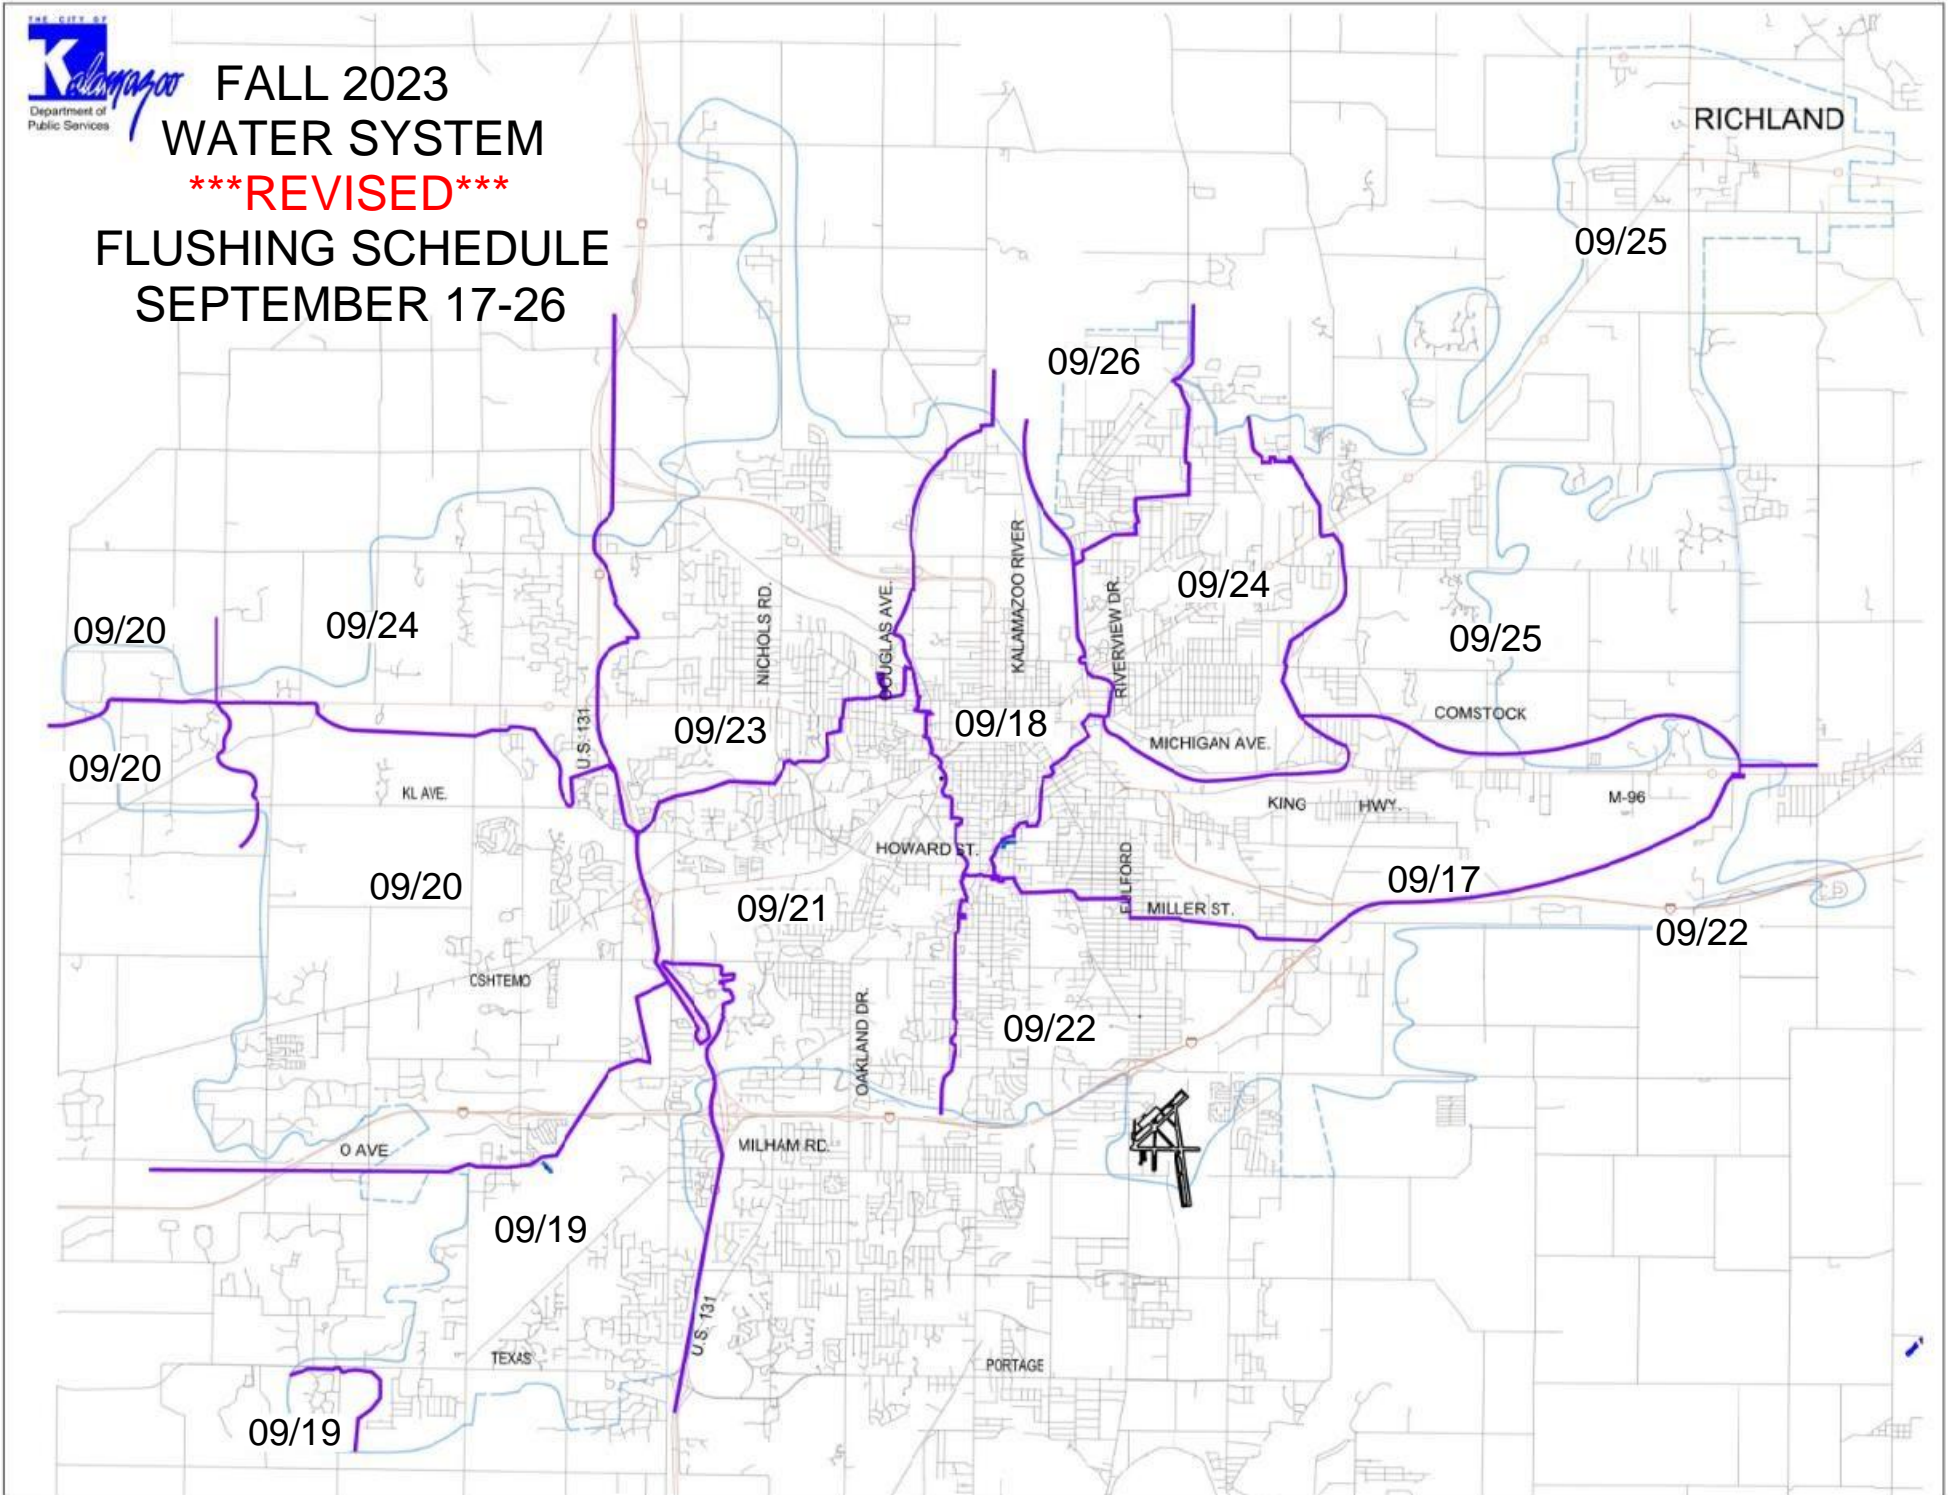 THE CITY OF
Kalamazoo
Department of
Public Services
FALL 2023
WATER SYSTEM
***REVISED***
FLUSHING SCHEDULE
SEPTEMBER 17-26
RICHLAND
09/25
09/26
KALAMAZOO RIVER
NICHOLS RD.
DOUGLAS AVE.
RIVERVIEW DR.
09/24
09/20
09/24
09/25
U.S. 131
09/23
09/18
COMSTOCK
MICHIGAN AVE.
09/20
KL AVE.
KING HWY.
M-96
HOWARD ST.
FULFORD
09/20
09/21
09/17
MILLER ST.
09/22
CSHTEMO
OAKLAND DR.
09/22
O AVE
MILHAM RD.
09/19
U.S. 131
TEXAS
PORTAGE
09/19